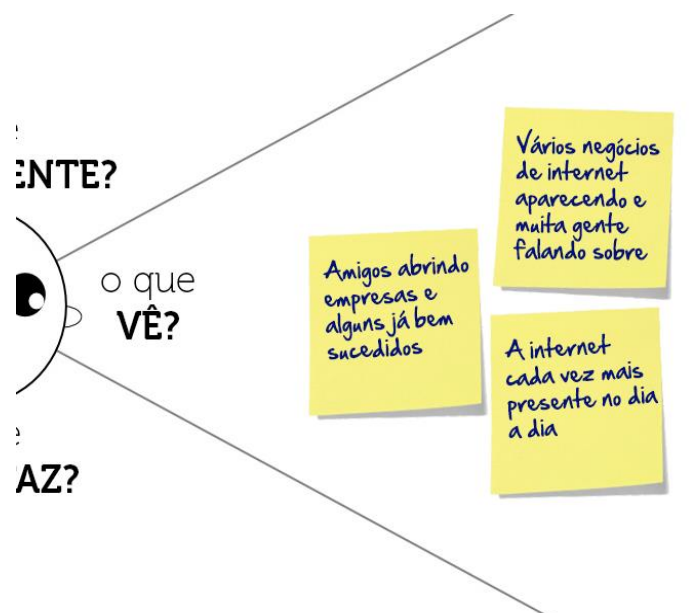 e
ENTE?
o que
VÊ?
e
AZ?
Amigos abrindo
empresas e
alguns já bem
sucedidos
Vários negócios
de internet
aparecendo e
muita gente
falando sobre
A internet
cada vez mais
presente no dia
a dia